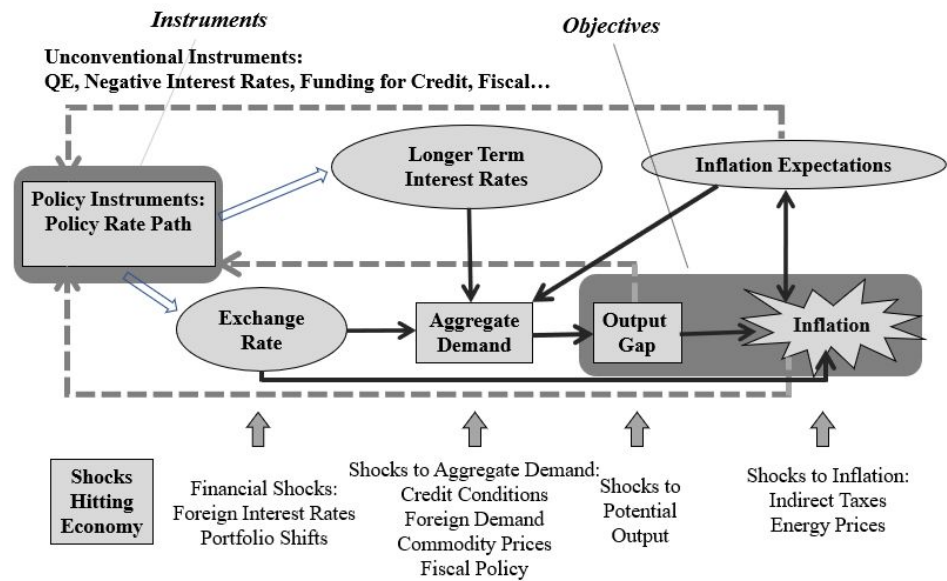 Instruments
Objectives
Unconventional Instruments:
QE, Negative Interest Rates, Funding for Credit, Fiscal…
Longer Term
Interest Rates
Inflation Expectations
Policy Instruments:
Policy Rate Path
Exchange
Rate
Aggregate
Demand
Output
Gap
Inflation
Shocks
Hitting
Economy
Financial Shocks:
Foreign Interest Rates
Portfolio Shifts
Shocks to Aggregate Demand:
Credit Conditions
Foreign Demand
Commodity Prices
Fiscal Policy
Shocks to
Potential
Output
Shocks to Inflation:
Indirect Taxes
Energy Prices